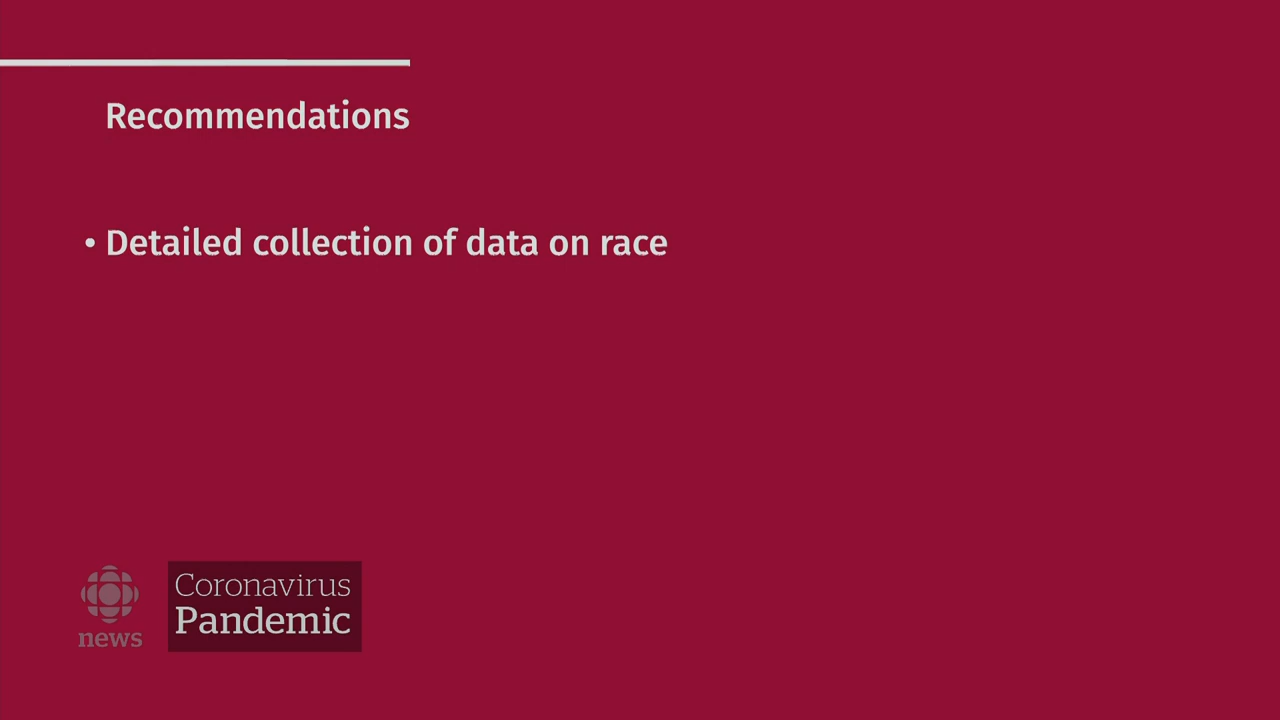 Recommendations
• Detailed collection of data on race
Coronavirus
Pandemic
news